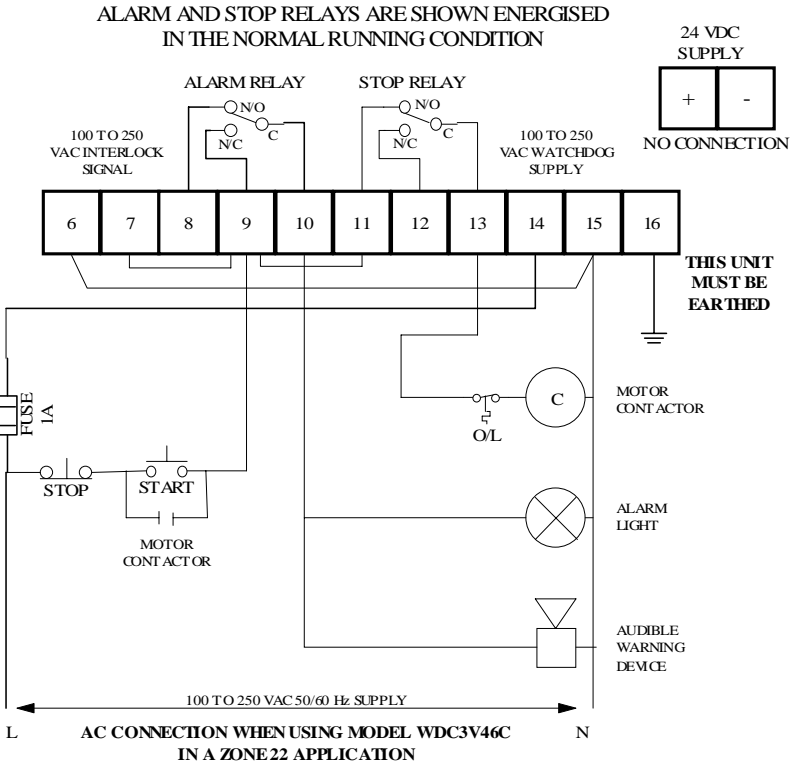 ALARM AND STOP RELAYS ARE SHOWN ENERGISED
IN THE NORMAL RUNNING CONDITION
24 VDC
SUPPLY
+ -
NO CONNECTION
ALARM RELAY
STOP RELAY
N/O
C
N/C
N/O
C
N/C
100 TO 250
VAC INTERLOCK
SIGNAL
100 TO 250
VAC WATCHDOG
SUPPLY
6 7 8 9 10 11 12 13 14 15 16
THIS UNIT
MUST BE
EARTHED
FUSE
1A
C
MOTOR
CONTACTOR
O/L
STOP
START
MOTOR
CONTACTOR
ALARM
LIGHT
AUDIBLE
WARNING
DEVICE
100 TO 250 VAC 50/60 Hz SUPPLY
L
N
AC CONNECTION WHEN USING MODEL WDC3V46C
IN A ZONE 22 APPLICATION